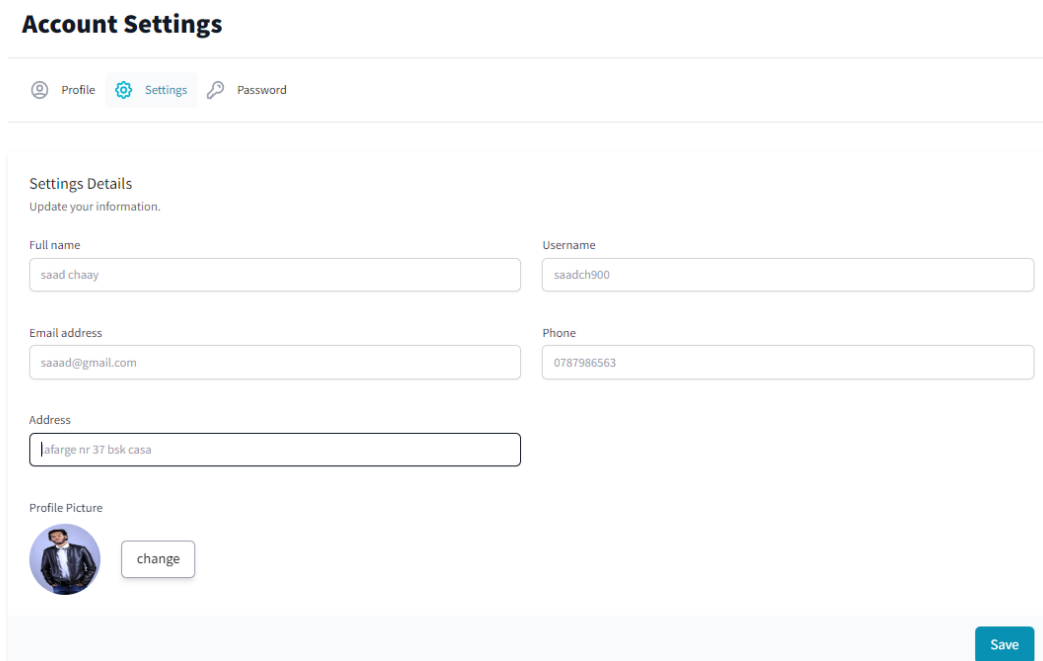 Account Settings
Profile Settings Password
Settings Details
Update your information.
Full name Username
saad chaay saadch900
Email address Phone
saaad@gmail.com 0787986563
Address
lafarge nr 37 bsk casa
Profile Picture
change
Save